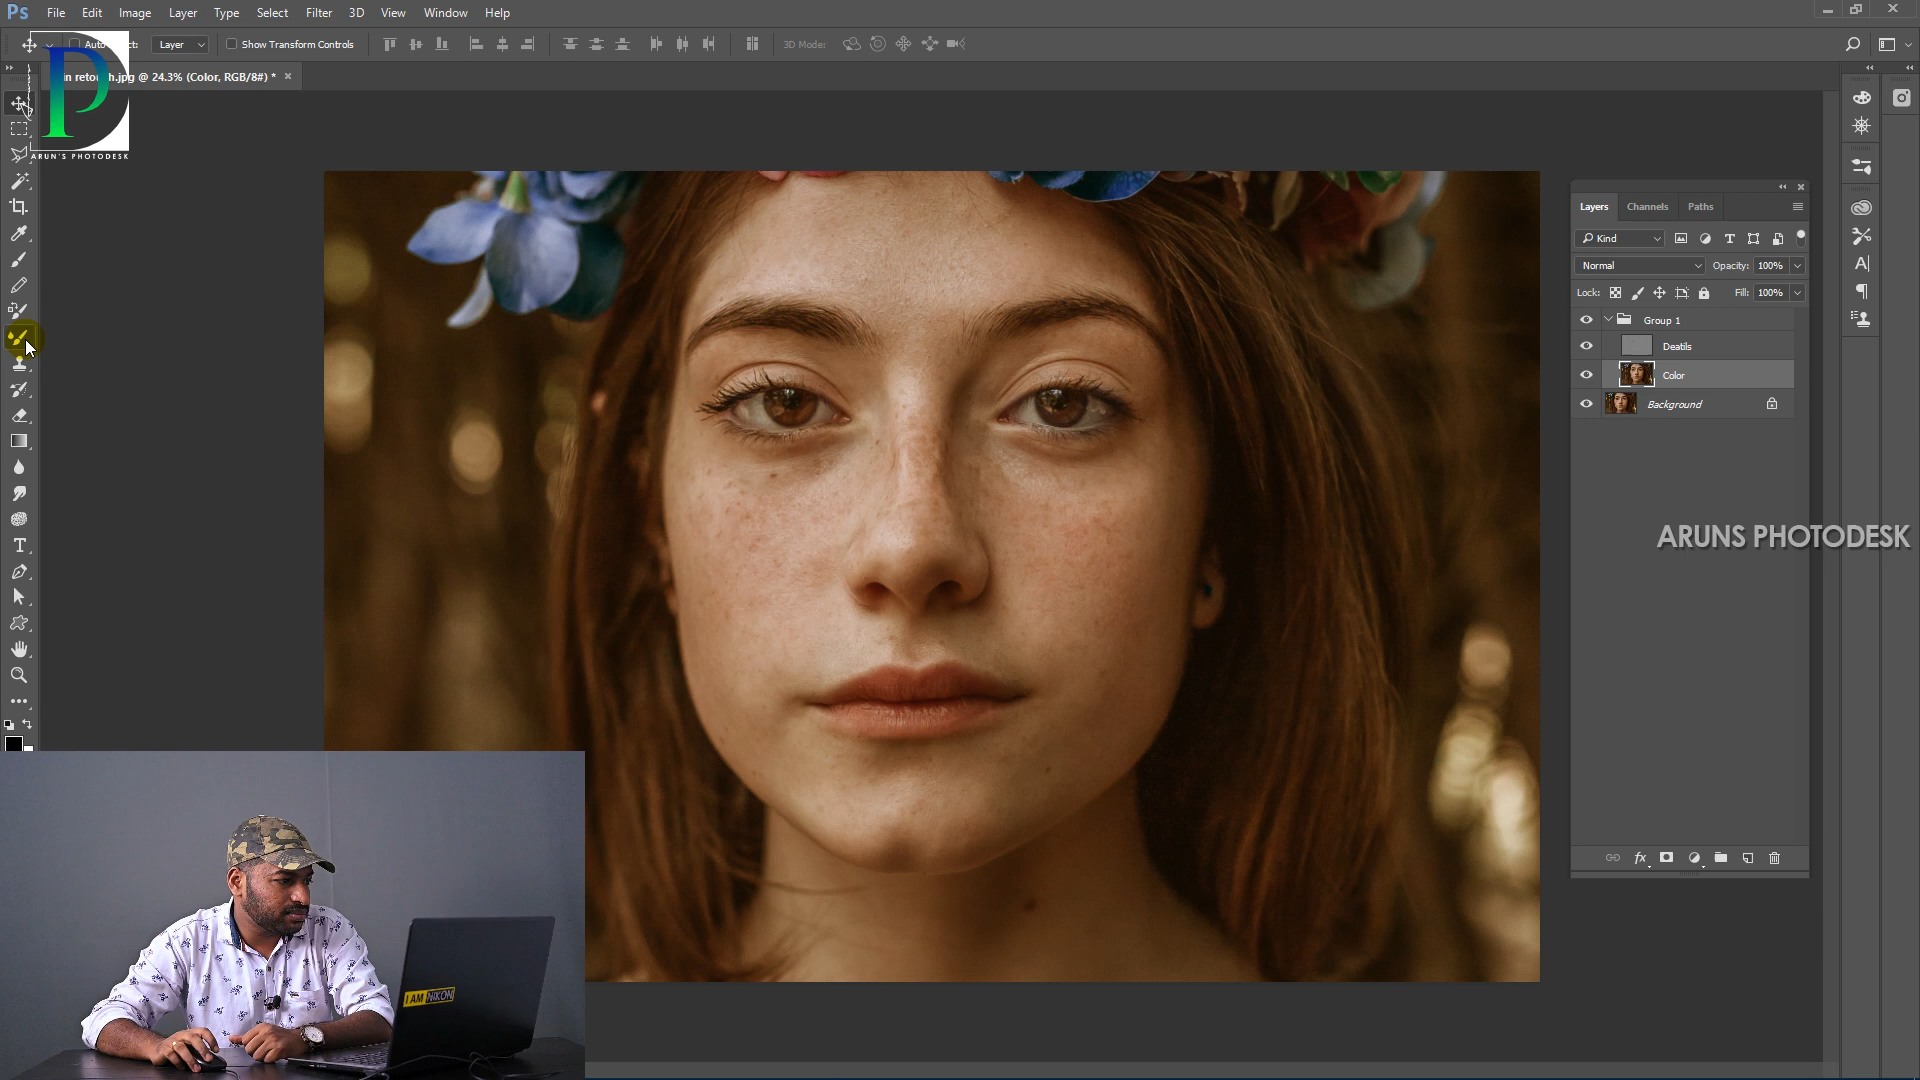 Ps File Edit Image Layer Type Select Filter 3D View Window Help
Layer Show Transform Controls 3D Mode:
h.jpg @ 24.3% (Color, RGB/8#) * ×
P
ARUN'S PHOTODESK
Layers Channels Paths
Kind
Normal Opacity: 100%
Lock: Fill: 100%
Group 1
Deatils
Color
Background
fx
ARUNS PHOTODESK
I AM NIKON